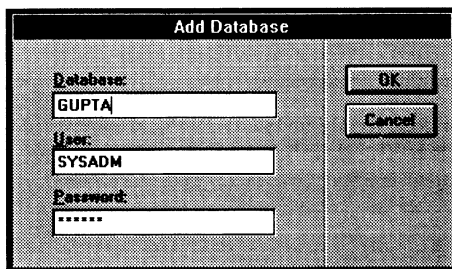 Add Database
Database:
GUPTA
User:
SYSADM
Password:
******
OK
Cancel